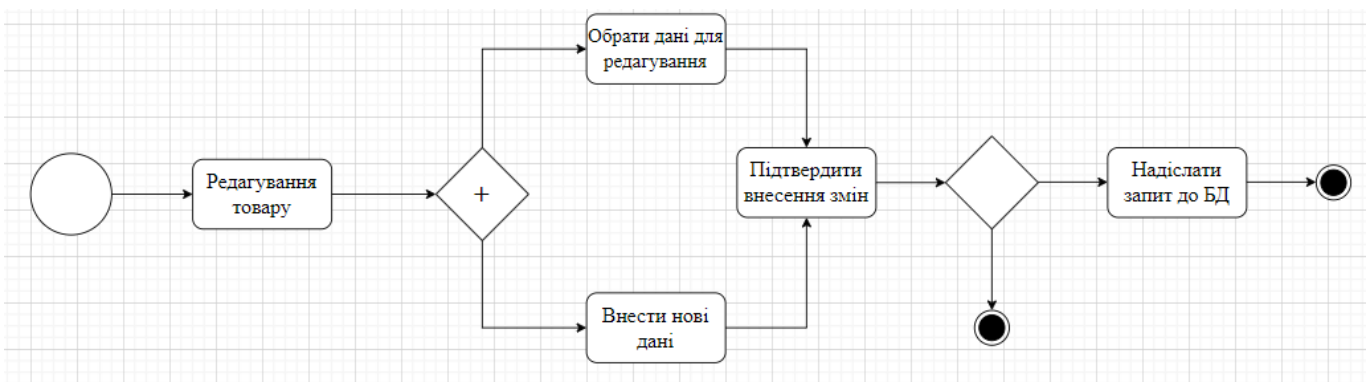 Обрати дані для
редагування
Редагування
товару
+
Підтвердити
внесення змін
Надіслати
запит до БД
Внести нові
дані